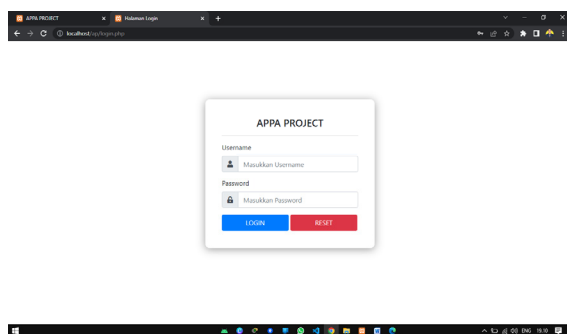 APPA PROJECT
Halaman Login
localhost/ap/login.php
APPA PROJECT
Username
Masukkan Username
Password
Masukkan Password
LOGIN
RESET
ENG
19.10